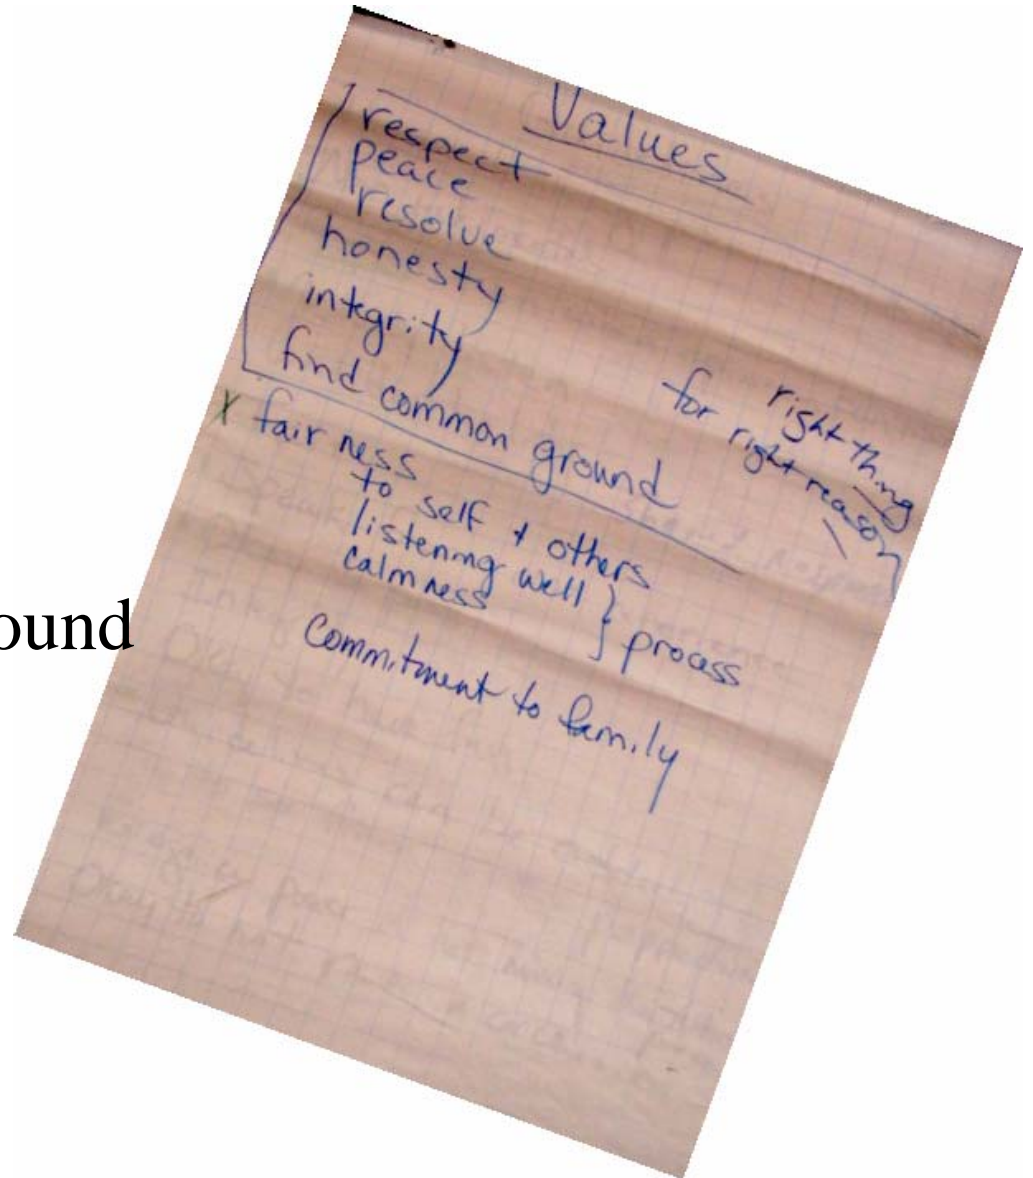 Values
respect
peace
resolve
honesty
integrity
find common ground
for right thing
right reason
X fairness
to self + others
listening well
calmness
} process
Commitment to family
ound